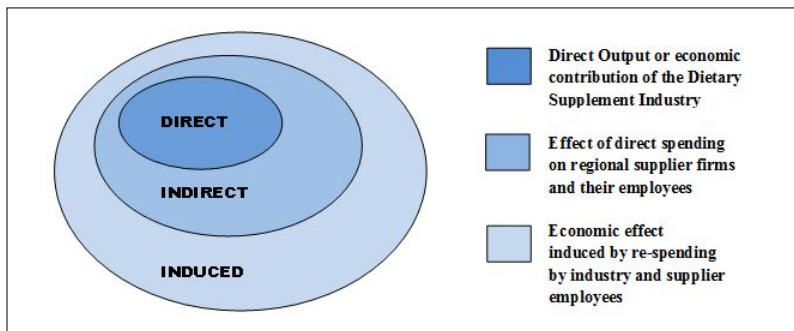 DIRECT
INDIRECT
INDUCED
Direct Output or economic
contribution of the Dietary
Supplement Industry
Effect of direct spending
on regional supplier firms
and their employees
Economic effect
induced by re-spending
by industry and supplier
employees